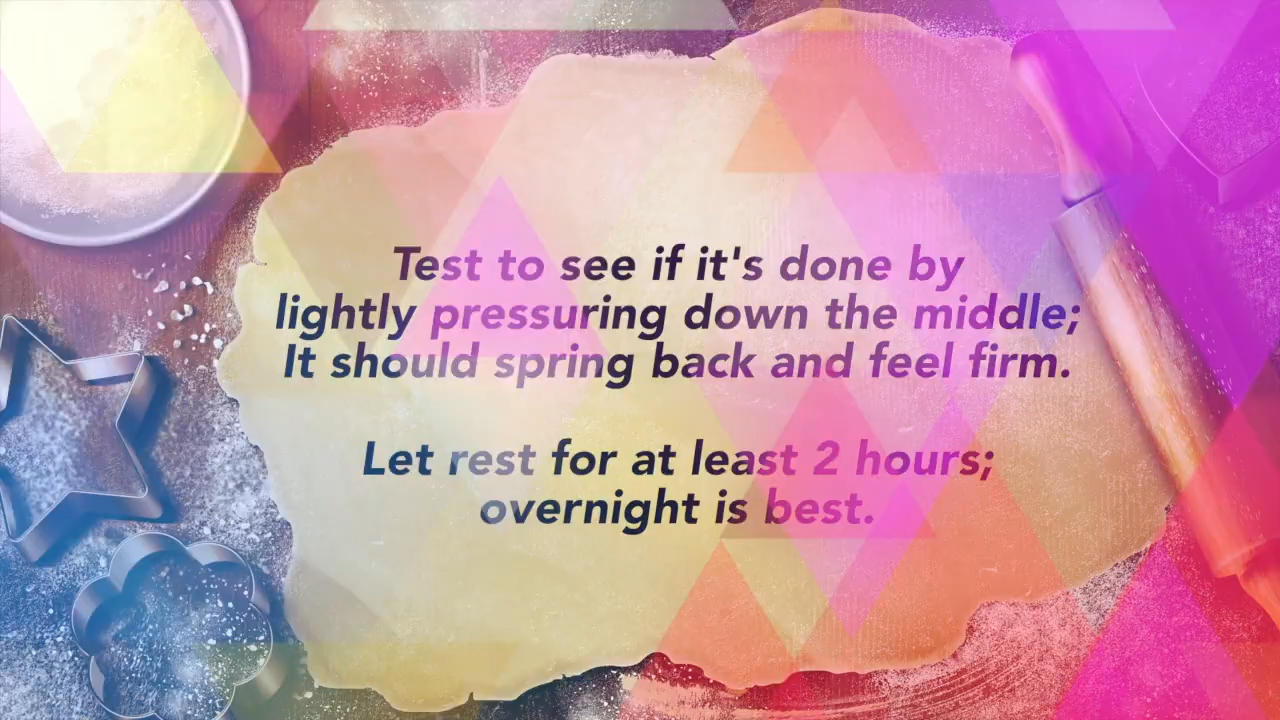 Test to see if it's done by
lightly pressuring down the middle;
It should spring back and feel firm.
Let rest for at least 2 hours;
overnight is best.